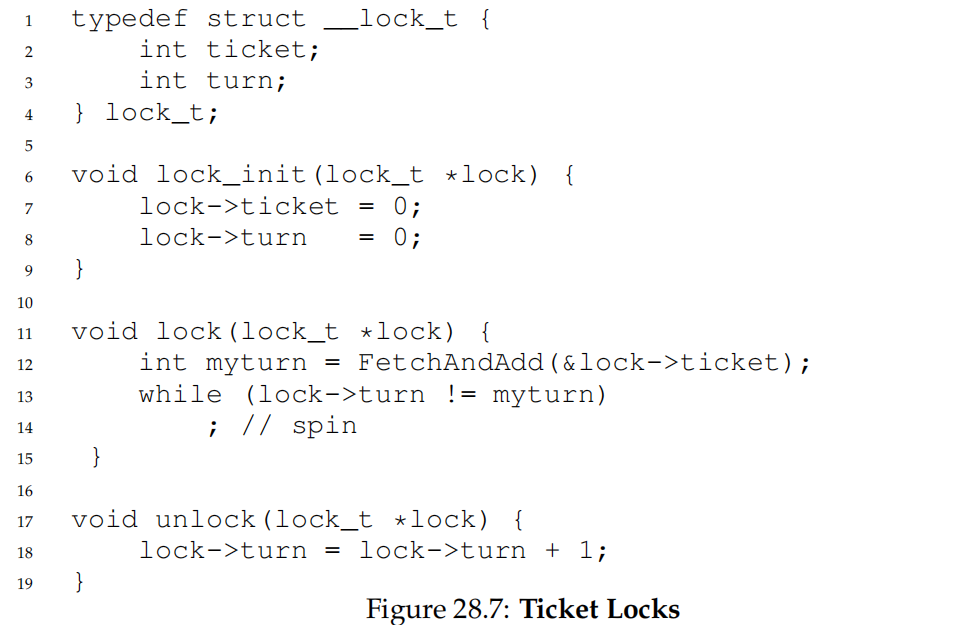 1 typedef struct __lock_t {
2     int ticket;
3     int turn;
4 } lock_t;
5
6 void lock_init(lock_t *lock) {
7     lock->ticket = 0;
8     lock->turn   = 0;
9 }
10
11 void lock(lock_t *lock) {
12     int myturn = FetchAndAdd(&lock->ticket);
13     while (lock->turn != myturn)
14         ; // spin
15  }
16
17 void unlock(lock_t *lock) {
18     lock->turn = lock->turn + 1;
19 }
Figure 28.7: Ticket Locks